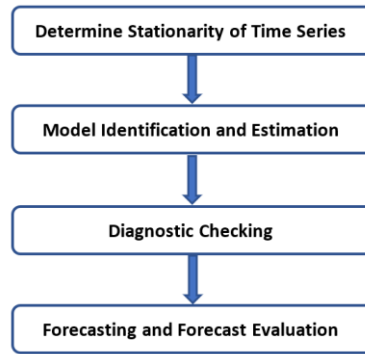 Determine Stationarity of Time Series
Model Identification and Estimation
Diagnostic Checking
Forecasting and Forecast Evaluation